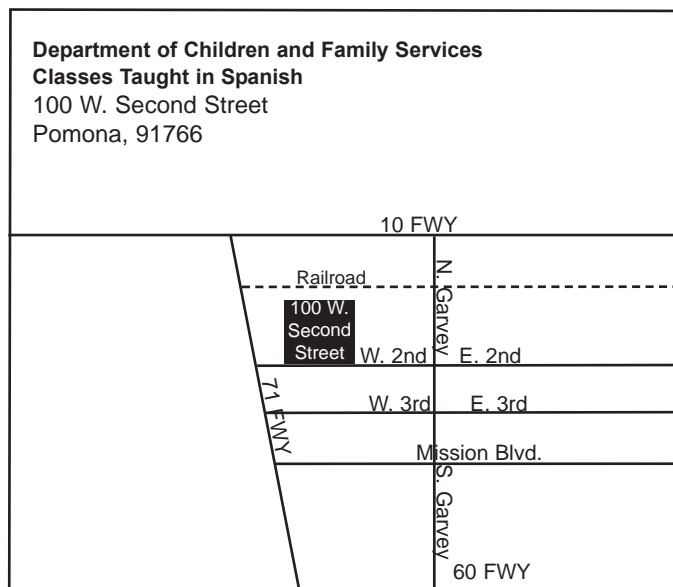 Department of Children and Family Services
Classes Taught in Spanish
100 W. Second Street
Pomona, 91766
10 FWY
N. Garvey
Railroad
100 W.
Second
Street
W. 2nd
E. 2nd
71 FWY
W. 3rd
E. 3rd
Mission Blvd.
S. Garvey
60 FWY